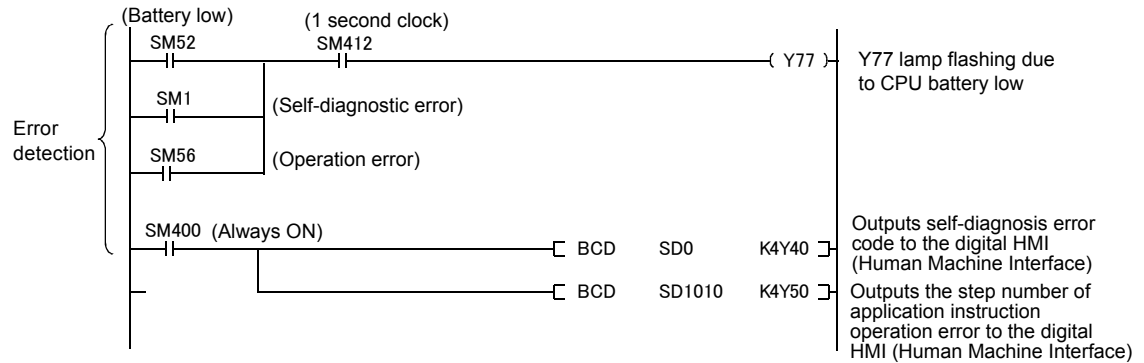 (Battery low)
(1 second clock)
SM52
SM412
Y77
Y77 lamp flashing due
to CPU battery low
SM1
(Self-diagnostic error)
Error
detection
SM56
(Operation error)
SM400 (Always ON)
BCD SD0 K4Y40
Outputs self-diagnosis error
code to the digital HMI
(Human Machine Interface)
BCD SD1010 K4Y50
Outputs the step number of
application instruction
operation error to the digital
HMI (Human Machine Interface)